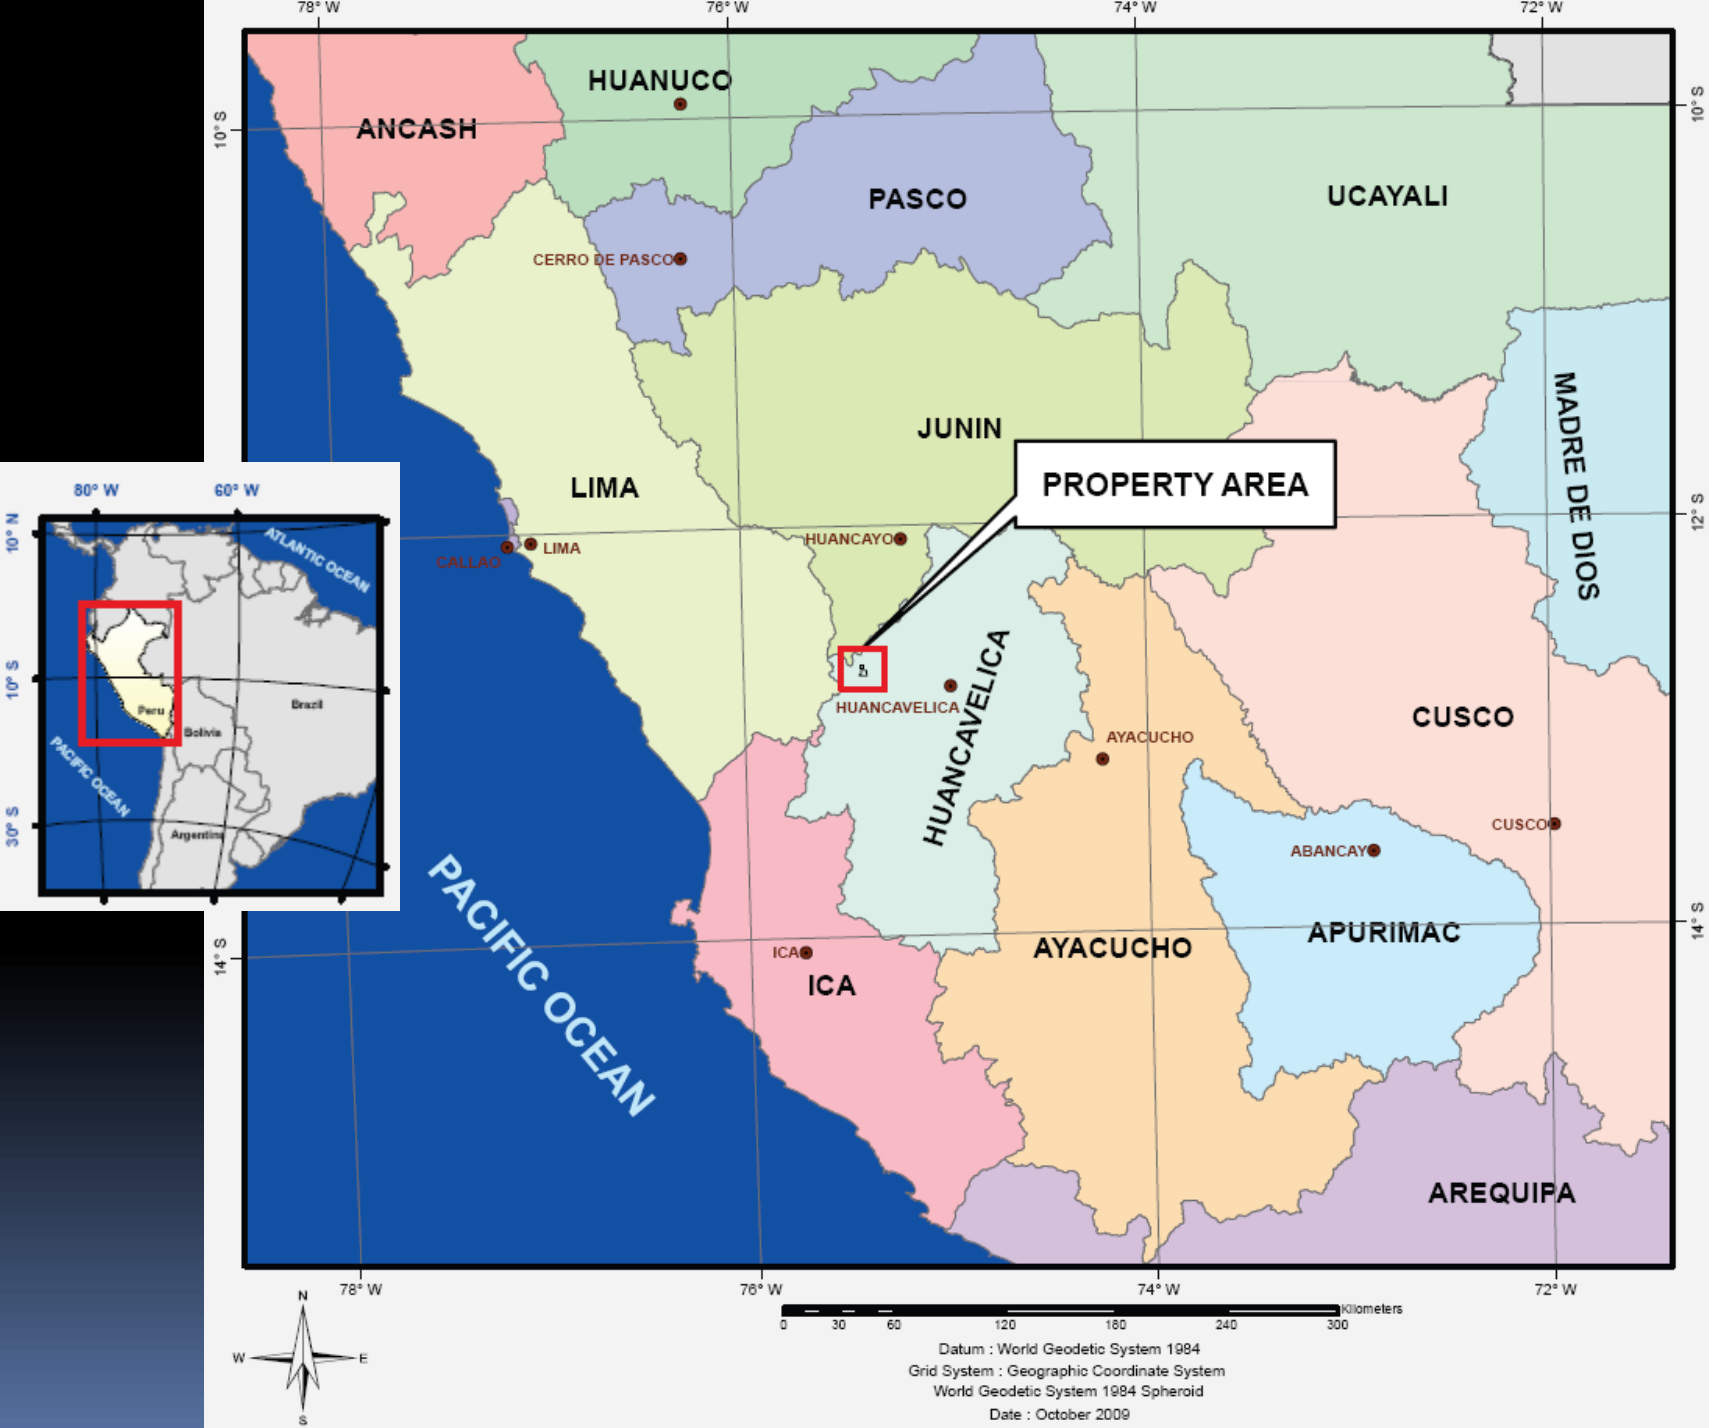 78° W
76° W
74° W
72° W
HUANUCO
ANCASH
10°S
10°S
PASCO
UCAYALI
CERRO DE PASCO
JUNIN
MADRE DE DIOS
PROPERTY AREA
LIMA
12°S
HUANCAYO
LIMA
CALLAO
HUANCAVELICA
HUANCAVELICA
CUSCO
AYACUCHO
CUSCO
ABANCAY
APURIMAC
AYACUCHO
14°S
14°S
ICA
ICA
PACIFIC OCEAN
AREQUIPA
78° W
76° W
74° W
72° W
80° W
60° W
10° N
ATLANTIC OCEAN
10° S
Brazil
Peru
Bolivia
PACIFIC OCEAN
30° S
Argentina
N
W
E
S
Kilometers
0
30
60
120
180
240
300
Datum : World Geodetic System 1984
Grid System : Geographic Coordinate System
World Geodetic System 1984 Spheroid
Date : October 2009